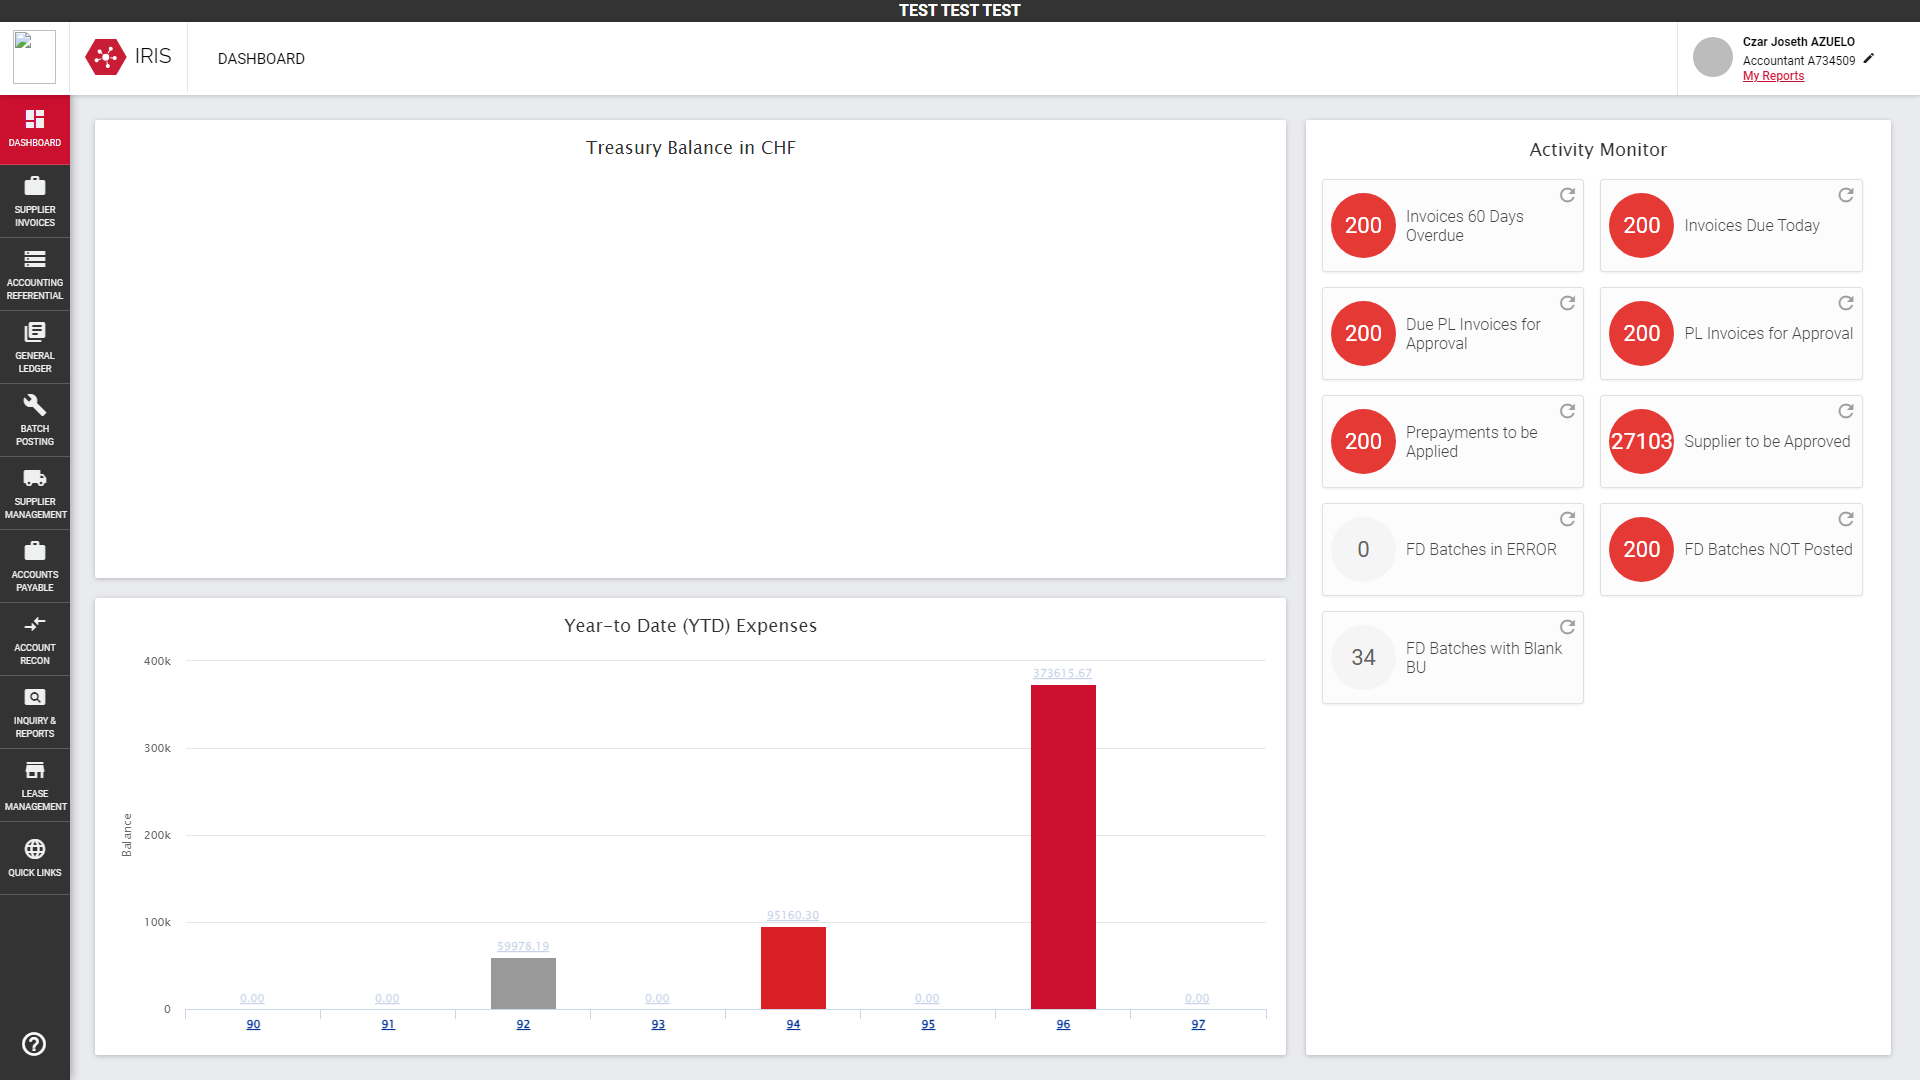 TEST TEST TEST
IRIS
DASHBOARD
Czar Joseth AZUELO
Accountant A734509
My Reports
DASHBOARD
SUPPLIER
INVOICES
ACCOUNTING
REFERENTIAL
GENERAL
LEDGER
BATCH
POSTING
SUPPLIER
MANAGEMENT
ACCOUNTS
PAYABLE
ACCOUNT
RECON
INQUIRY &
REPORTS
LEASE
MANAGEMENT
QUICK LINKS
Treasury Balance in CHF
Year-to Date (YTD) Expenses
Balance
400k
300k
200k
100k
0
0.00
0.00
59978.19
0.00
95160.30
0.00
373615.67
0.00
90
91
92
93
94
95
96
97
Activity Monitor
200
Invoices 60 Days
Overdue
200
Invoices Due Today
200
Due PL Invoices for
Approval
200
PL Invoices for Approval
200
Prepayments to be
Applied
27103
Supplier to be Approved
0
FD Batches in ERROR
200
FD Batches NOT Posted
34
FD Batches with Blank
BU